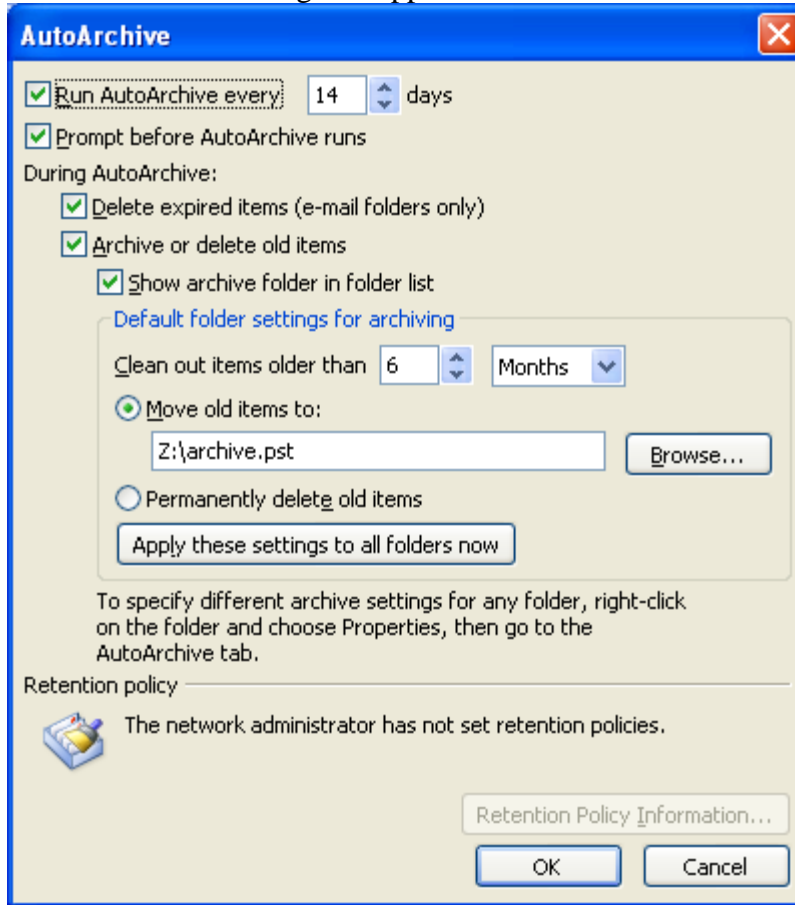 AutoArchive
Run AutoArchive every 14 days
Prompt before AutoArchive runs
During AutoArchive:
Delete expired items (e-mail folders only)
Archive or delete old items
Show archive folder in folder list
Default folder settings for archiving
Clean out items older than 6 Months
Move old items to:
Z:\archive.pst Browse...
Permanently delete old items
Apply these settings to all folders now
To specify different archive settings for any folder, right-click
on the folder and choose Properties, then go to the
AutoArchive tab.
Retention policy
The network administrator has not set retention policies.
Retention Policy Information...
OK Cancel